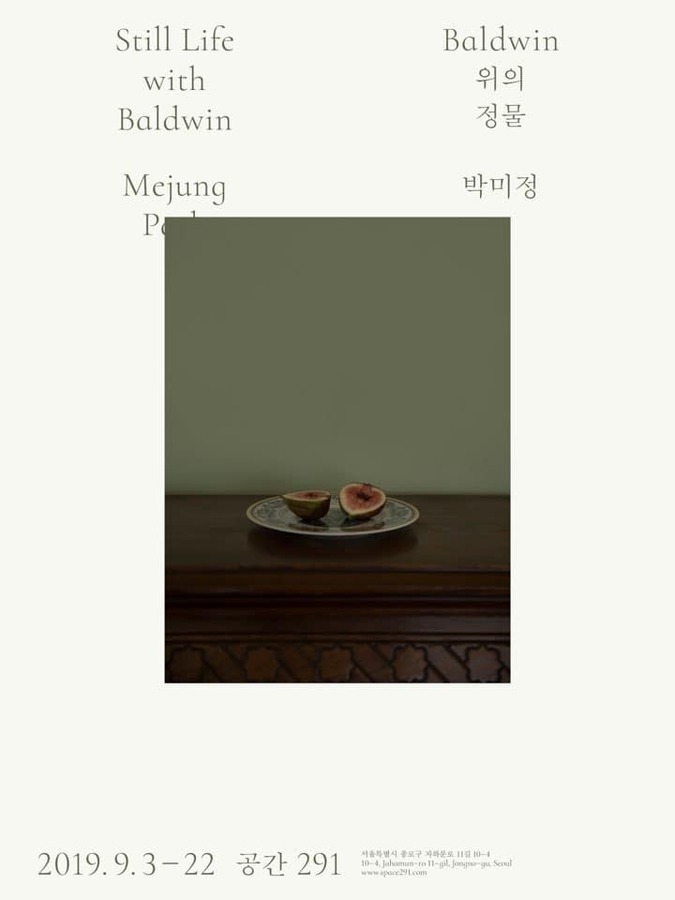 Still Life
with
Baldwin
Mejung
Baldwin
위의
정물
박미정
2019. 9. 3－22 공간 291
서울특별시 종로구 자하문로 11길 10-4
10-4, Jahamun-ro 11-gil, Jongno-gu, Seoul
www.space291.com